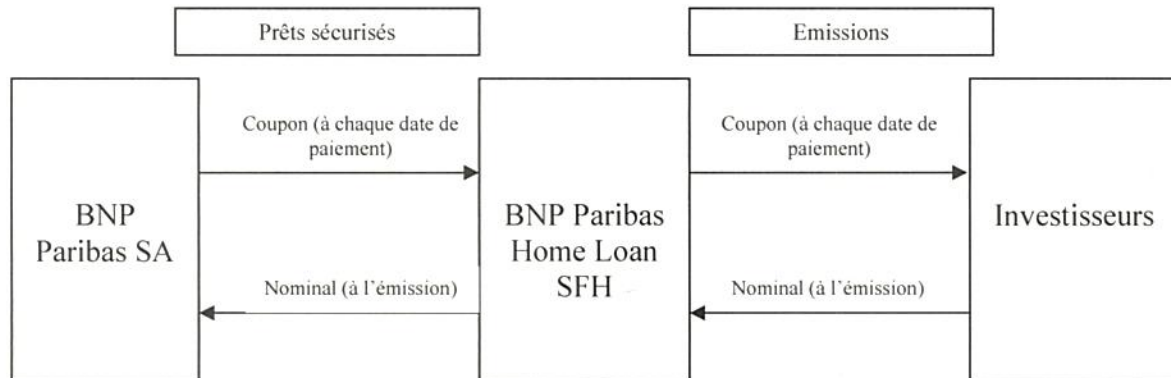 Prêts sécurisés
Emissions
Coupon (à chaque date de
paiement)
Coupon (à chaque date de
paiement)
BNP
Paribas SA
BNP Paribas
Home Loan
SFH
Investisseurs
Nominal (à l'émission)
Nominal (à l'émission)